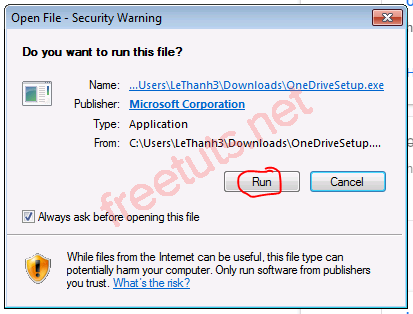 Open File - Security Warning
Do you want to run this file?
Name: ...Users\LeThanh3\Downloads\OneDriveSetup.exe
Publisher: Microsoft Corporation
Type: Application
From: C:\Users\LeThanh3\Downloads\OneDriveSetup....
freetuts.net
Run Cancel
Always ask before opening this file
While files from the Internet can be useful, this file type can
potentially harm your computer. Only run software from publishers
you trust. What's the risk?